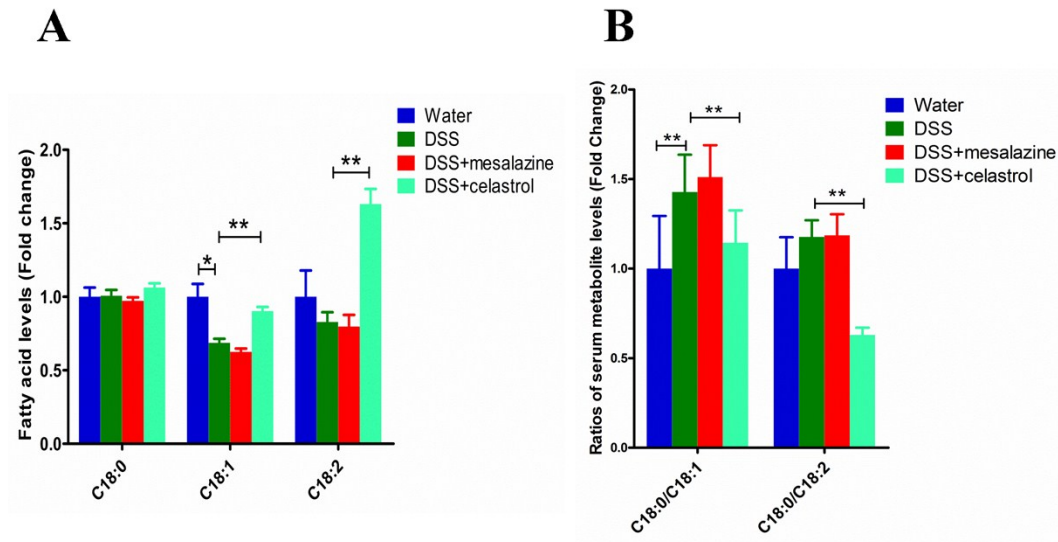 A
Fatty acid levels (Fold change)
2.0
1.5
1.0
0.5
0.0
*
**
**
Water
DSS
DSS+mesalazine
DSS+celastrol
C18:0
C18:1
C18:2
B
Ratios of serum metabolite levels (Fold Change)
2.0
1.5
1.0
0.5
0.0
**
**
**
Water
DSS
DSS+mesalazine
DSS+celastrol
C18:0/C18:1
C18:0/C18:2